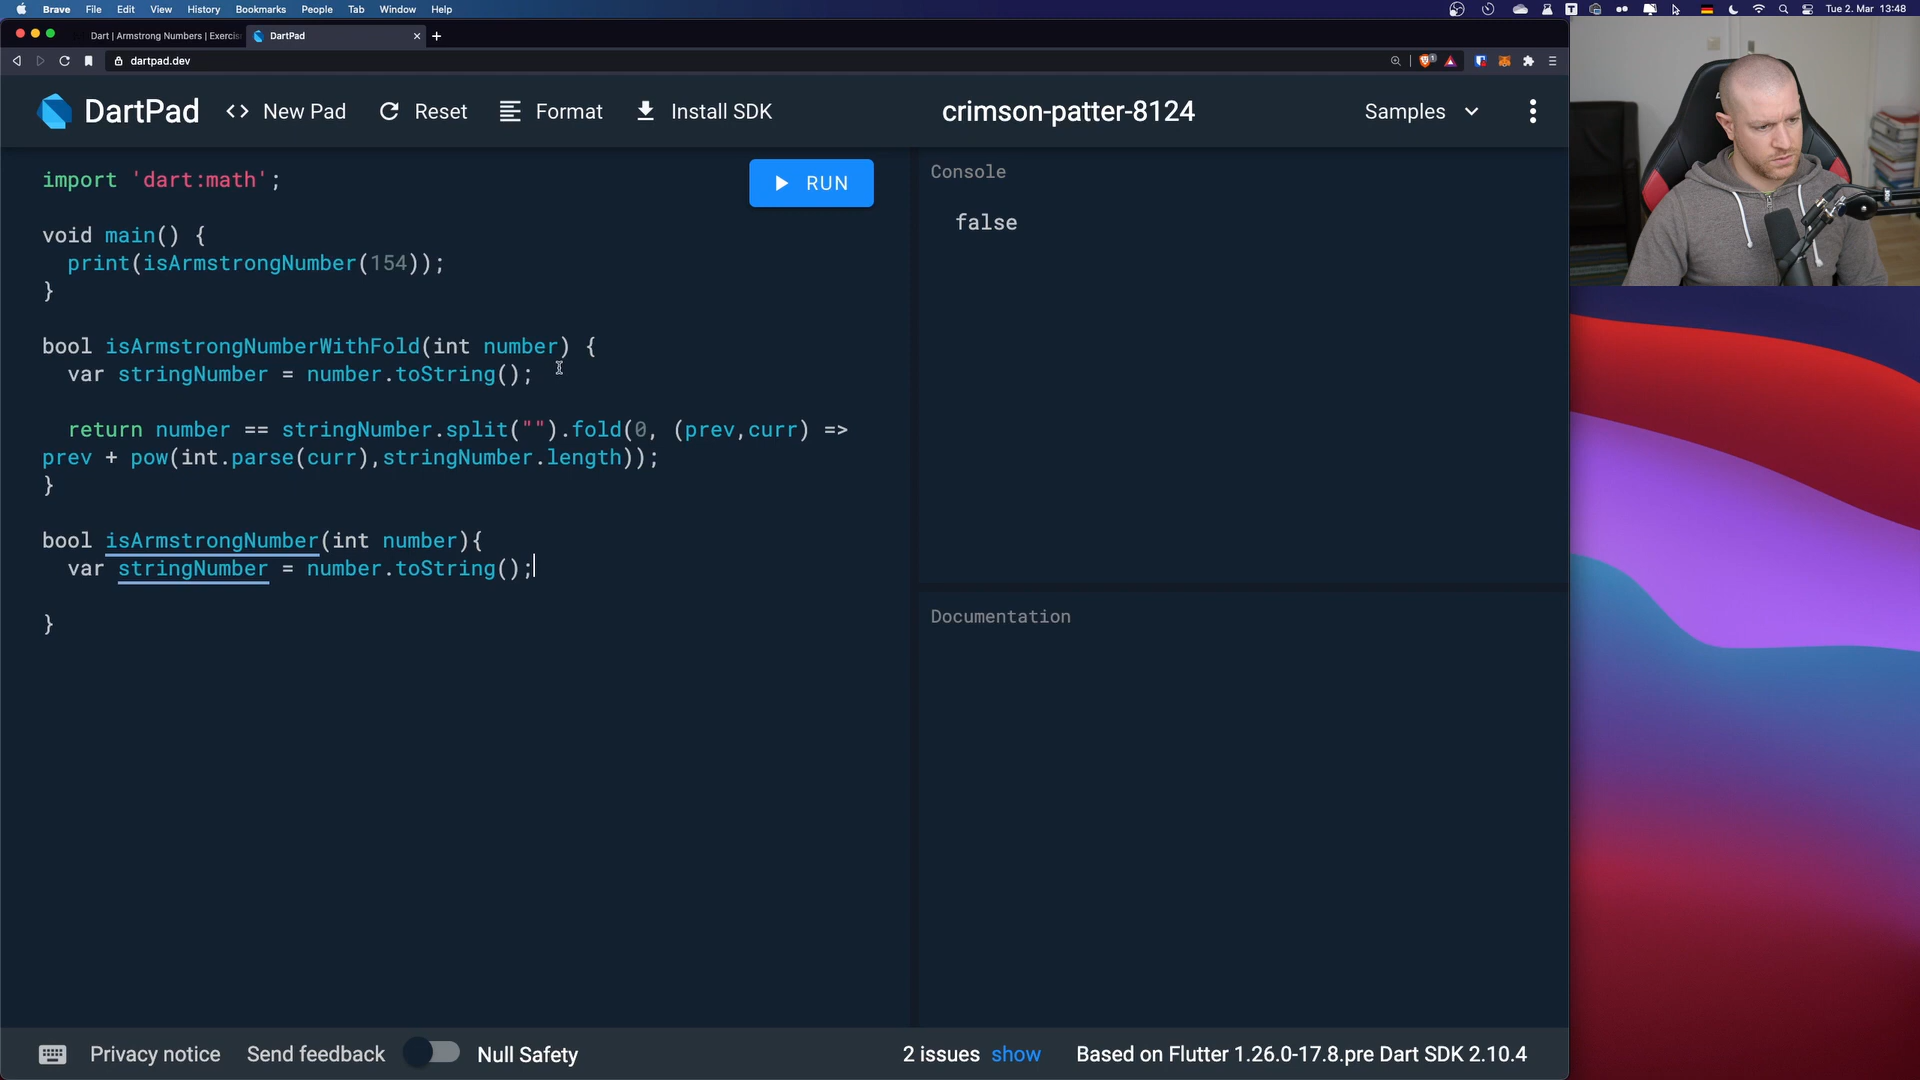 Brave File Edit View History Bookmarks People Tab Window Help
Tue 2. Mar 13:48
Dart | Armstrong Numbers | Exercis
DartPad
dartpad.dev
DartPad
New Pad
Reset
Format
Install SDK
crimson-patter-8124
Samples
import 'dart:math';
RUN
void main() {
print(isArmstrongNumber(154));
}
bool isArmstrongNumberWithFold(int number) {
var stringNumber = number.toString();
return number == stringNumber.split("").fold(0, (prev,curr) =>
prev + pow(int.parse(curr),stringNumber.length));
}
bool isArmstrongNumber(int number){
var stringNumber = number.toString();
}
Console
false
Documentation
Privacy notice
Send feedback
Null Safety
2 issues show
Based on Flutter 1.26.0-17.8.pre Dart SDK 2.10.4